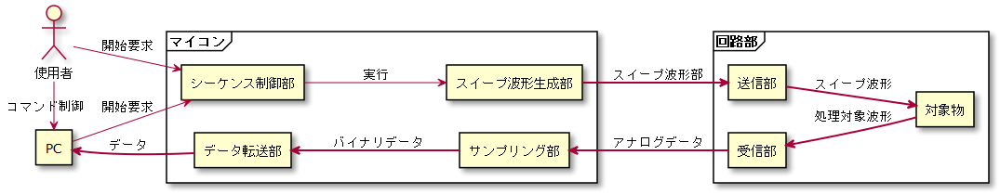 マイコン
回路部
開始要求
使用者
シーケンス制御部
実行
スイープ波形生成部
スイープ波形部
送信部
スイープ波形
対象物
コマンド制御
開始要求
処理対象波形
PC
データ
データ転送部
バイナリデータ
サンプリング部
アナログデータ
受信部